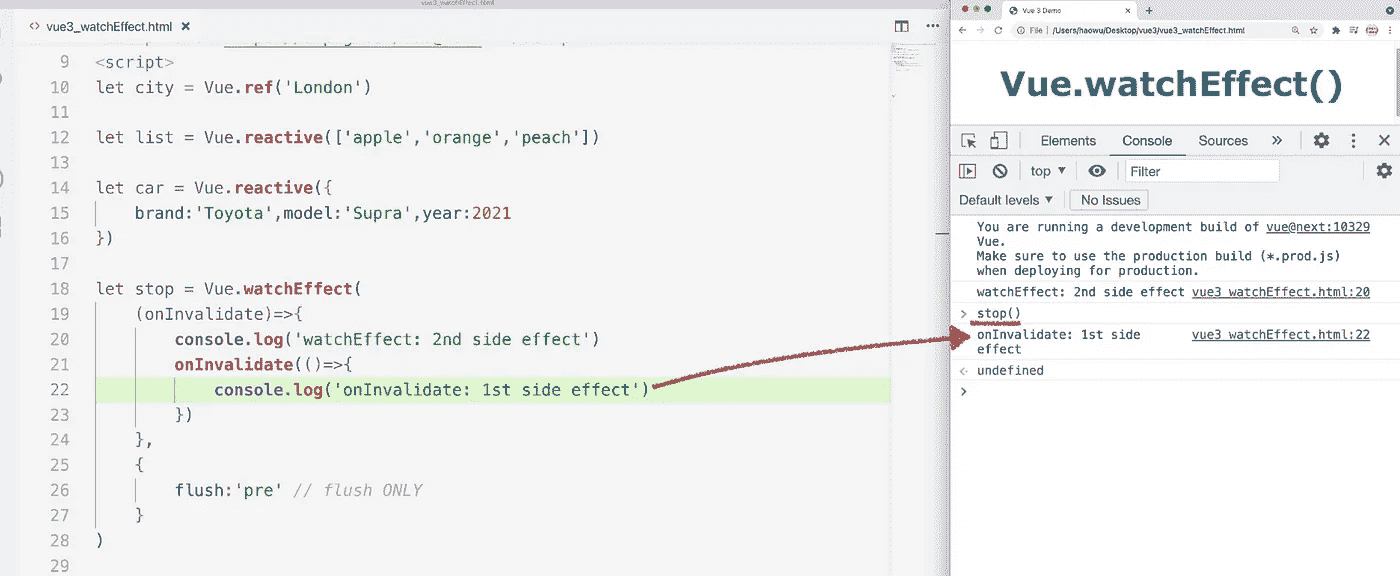 vue3_watchEffect.html
<> vue3_watchEffect.html ×
9 <script>
10 let city = Vue.ref('London')
11
12 let list = Vue.reactive(['apple','orange','peach'])
13
14 let car = Vue.reactive({
15 brand:'Toyota',model:'Supra',year:2021
16 })
17
18 let stop = Vue.watchEffect(
19 (onInvalidate)=>{
20 console.log('watchEffect: 2nd side effect')
21 onInvalidate(()=>{
22 console.log('onInvalidate: 1st side effect')
23 })
24 },
25 {
26 flush:'pre' // flush ONLY
27 }
28 )
29
Vue 3 Demo
File | /Users/haowu/Desktop/vue3/vue3_watchEffect.html
Vue.watchEffect()
Elements Console Sources »
top ▼ Filter
Default levels ▼ No Issues
You are running a development build of vue@next:10329
Vue.
Make sure to use the production build (*.prod.js)
when deploying for production.
watchEffect: 2nd side effect vue3_watchEffect.html:20
> stop()
onInvalidate: 1st side vue3_watchEffect.html:22
effect
undefined
>